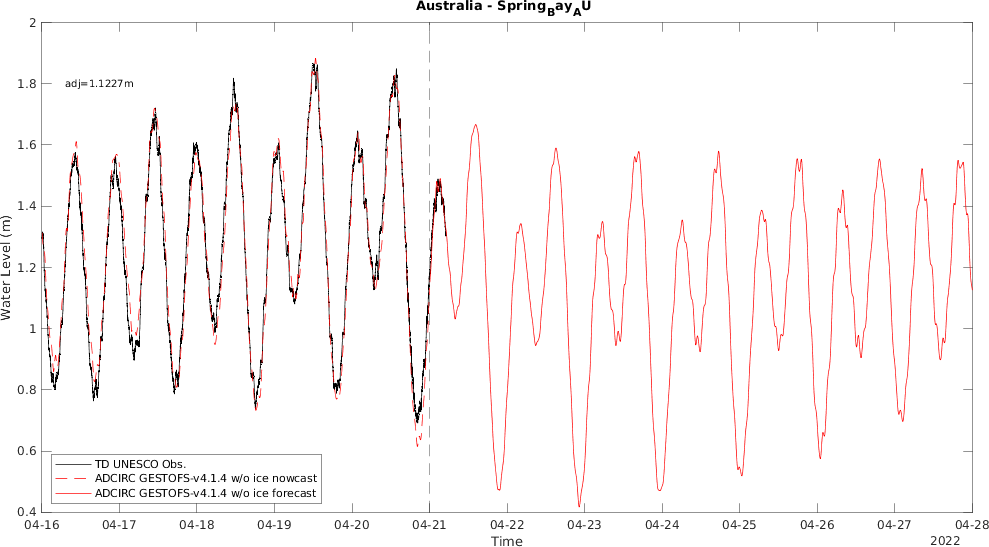 Australia - Spring_Bay_AU
adj=1.1227m
2
1.8
1.6
1.4
1.2
1
0.8
0.6
0.4
Water Level (m)
TD UNESCO Obs.
ADCIRC GESTOFS-v4.1.4 w/o ice nowcast
ADCIRC GESTOFS-v4.1.4 w/o ice forecast
04-16 04-17 04-18 04-19 04-20 04-21 04-22 04-23 04-24 04-25 04-26 04-27 04-28
Time
2022